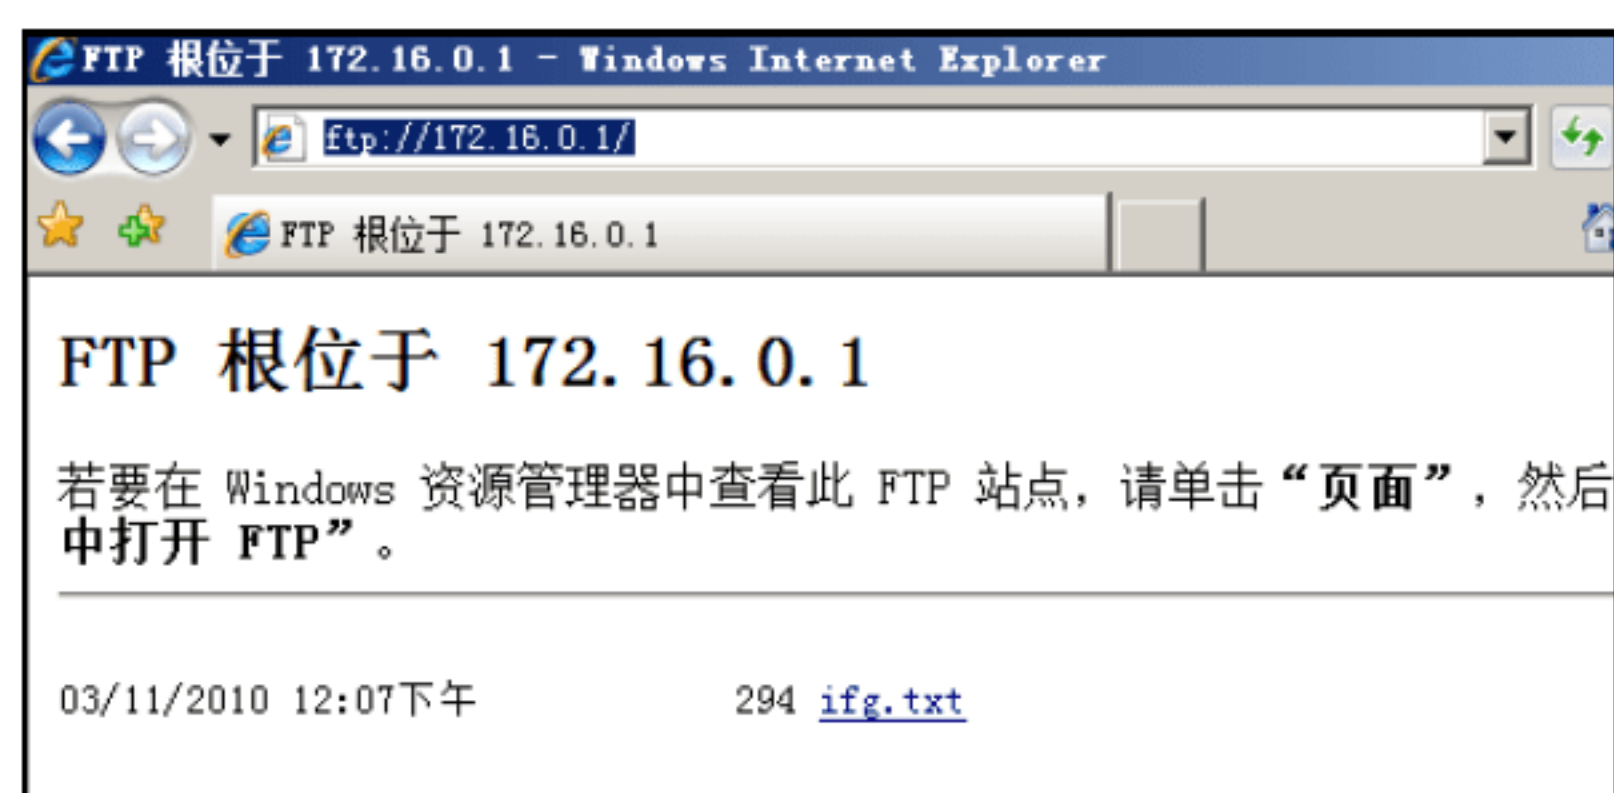 FTP 根位于 172.16.0.1 - Windows Internet Explorer
ftp://172.16.0.1/
FTP 根位于 172.16.0.1
FTP 根位于 172.16.0.1
若要在 Windows 资源管理器中查看此 FTP 站点，请单击“页面”，然后
中打开 FTP”。
03/11/2010 12:07下午 294 ifg.txt